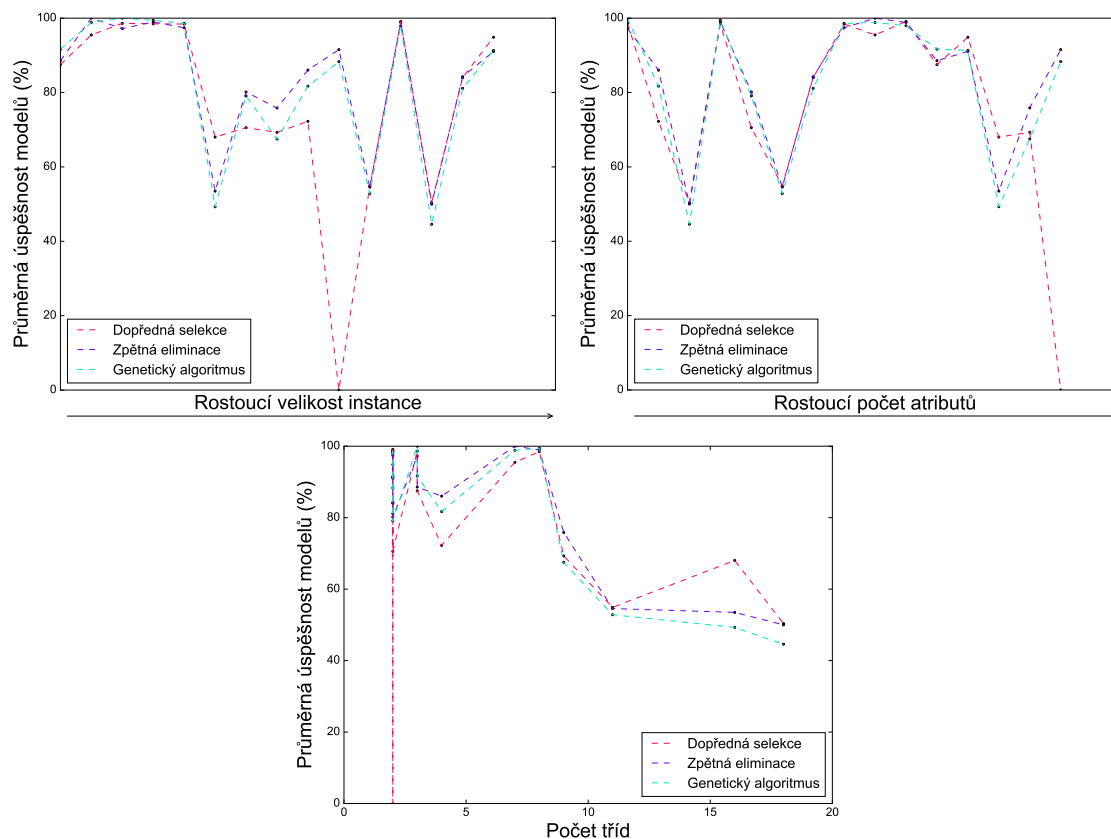 Průměrná úspěšnost modelů (%)
100
80
60
40
20
0
Dopředná selekce
Zpětná eliminace
Genetický algoritmus
Rostoucí velikost instance
Průměrná úspěšnost modelů (%)
100
80
60
40
20
0
Dopředná selekce
Zpětná eliminace
Genetický algoritmus
Rostoucí počet atributů
Průměrná úspěšnost modelů (%)
100
80
60
40
20
0
Dopředná selekce
Zpětná eliminace
Genetický algoritmus
0 5 10 15 20
Počet tříd